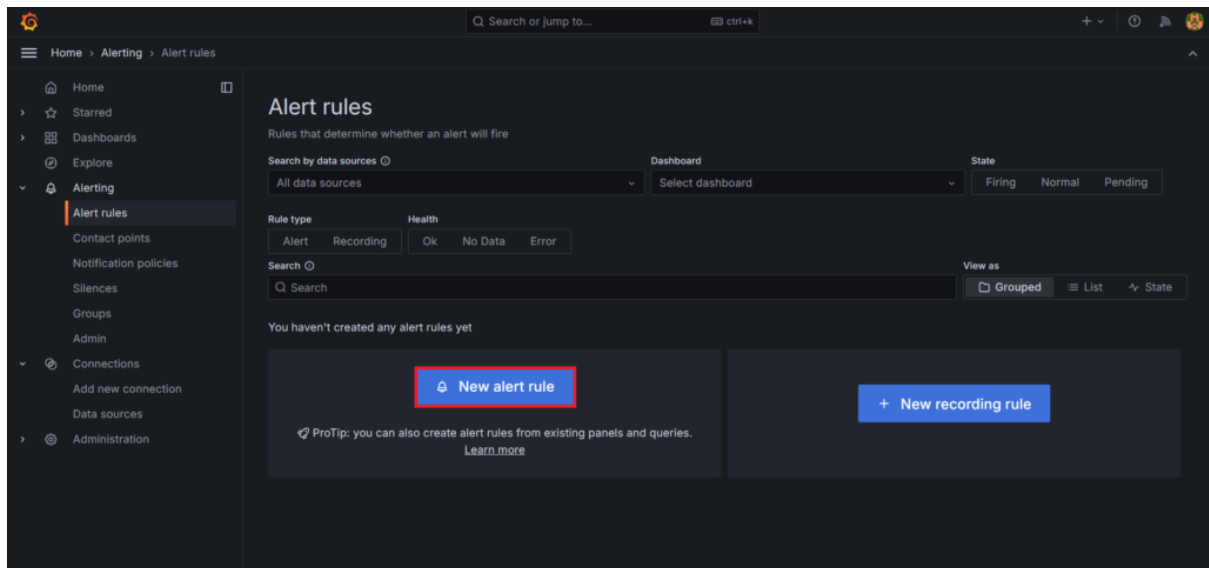 Search or jump to... ctrl+k
Home > Alerting > Alert rules
Home
Starred
Dashboards
Explore
Alerting
Alert rules
Contact points
Notification policies
Silences
Groups
Admin
Connections
Add new connection
Data sources
Administration
Alert rules
Rules that determine whether an alert will fire
Search by data sources Dashboard State
All data sources Select dashboard Firing Normal Pending
Rule type Health
Alert Recording Ok No Data Error
Search View as
Search Grouped List State
You haven't created any alert rules yet
New alert rule
+ New recording rule
ProTip: you can also create alert rules from existing panels and queries.
Learn more